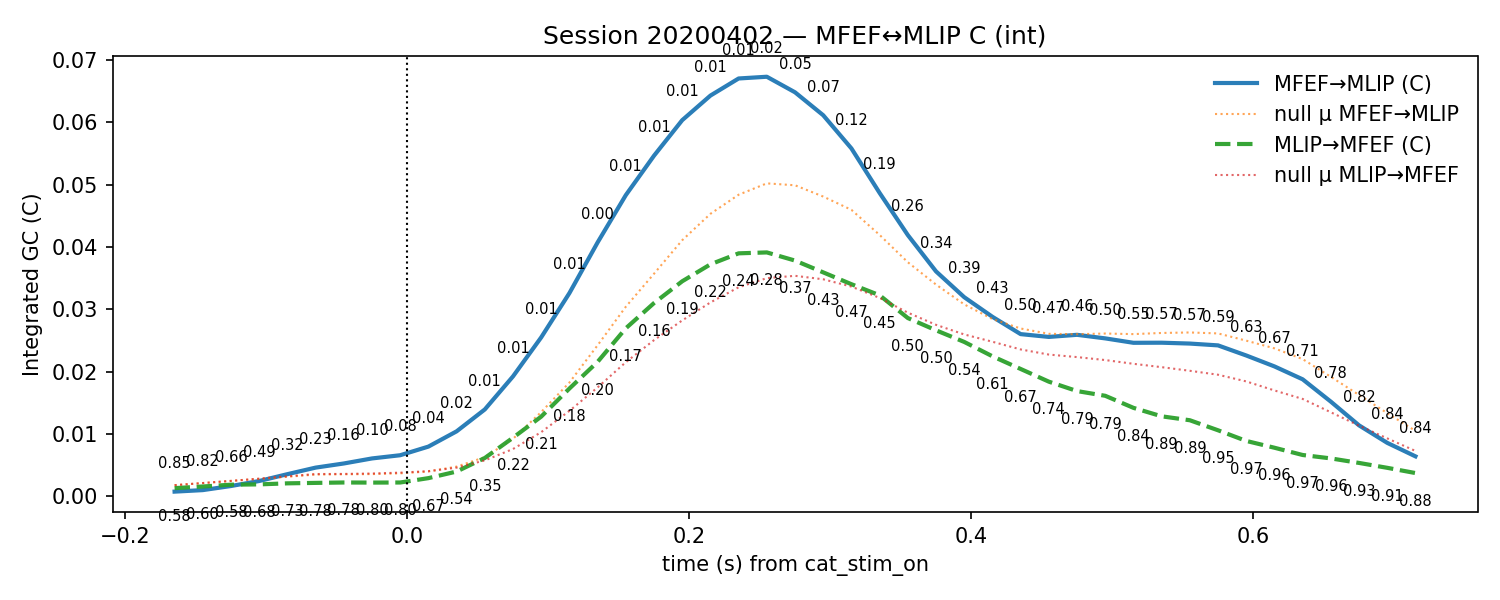 Session 20200402 — MFEF↔MLIP C (int)
0.07
0.06
0.05
0.04
0.03
0.02
0.01
0.00
Integrated GC (C)
MFEF→MLIP (C)
null μ MFEF→MLIP
MLIP→MFEF (C)
null μ MLIP→MFEF
0.85 0.82 0.66 0.49 0.32 0.23 0.16 0.10 0.08 0.04 0.02 0.01 0.01 0.01 0.01 0.00 0.01 0.01 0.01 0.01 0.01 0.02 0.05 0.07 0.12 0.19 0.26 0.34 0.39 0.43 0.50 0.47 0.46 0.50 0.55 0.57 0.57 0.59 0.63 0.67 0.71 0.78 0.82 0.84 0.84
0.58 0.60 0.58 0.68 0.73 0.78 0.78 0.80 0.80 0.67 0.54 0.35 0.22 0.21 0.18 0.20 0.17 0.16 0.19 0.22 0.24 0.28 0.37 0.43 0.47 0.45 0.50 0.50 0.54 0.61 0.67 0.74 0.79 0.79 0.84 0.89 0.89 0.95 0.97 0.96 0.97 0.96 0.93 0.91 0.88
−0.2 0.0 0.2 0.4 0.6
time (s) from cat_stim_on